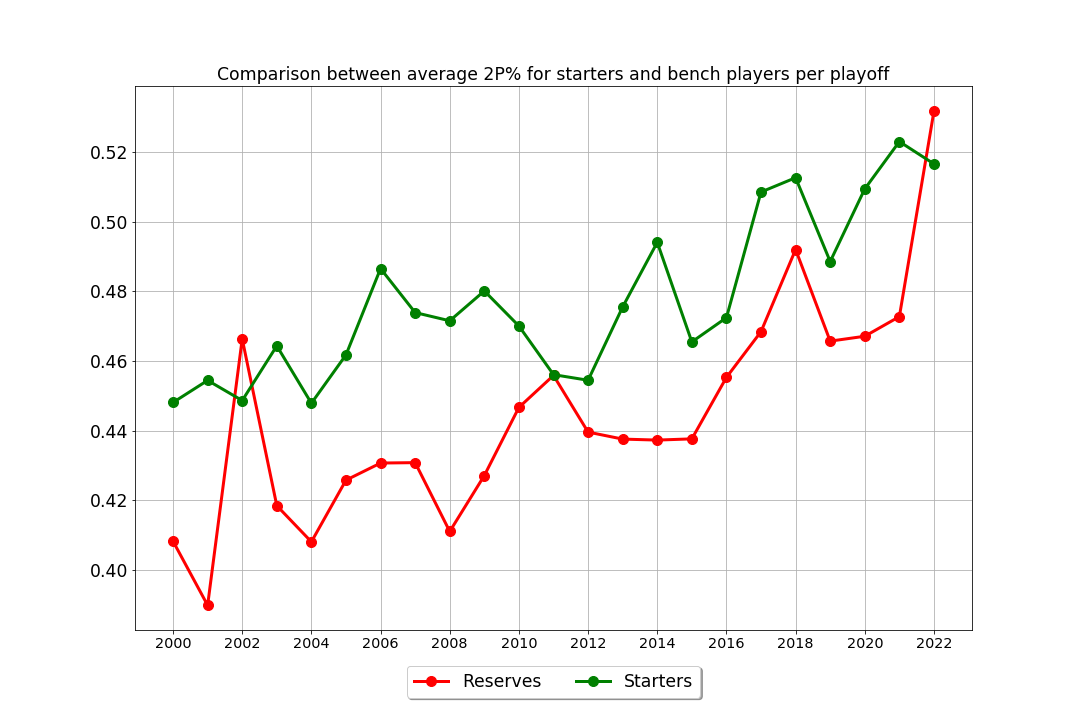 Comparison between average 2P% for starters and bench players per playoff
0.52
0.50
0.48
0.46
0.44
0.42
0.40
2000 2002 2004 2006 2008 2010 2012 2014 2016 2018 2020 2022
Reserves Starters